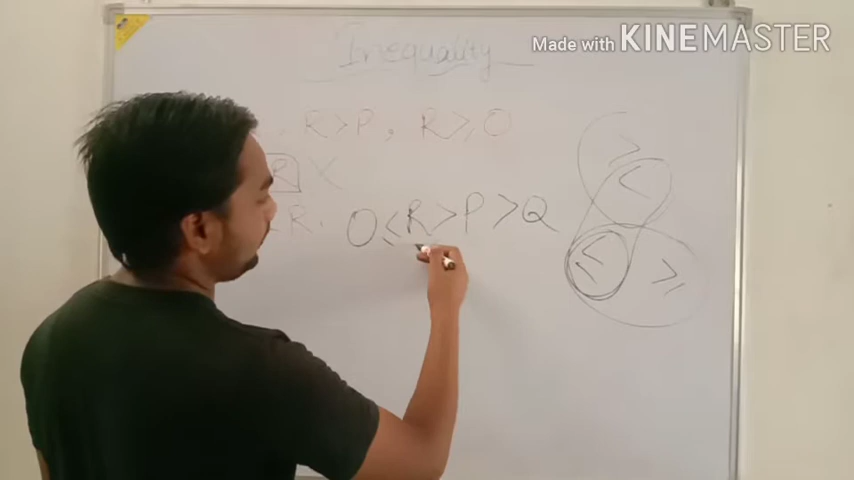 Made with KINEMASTER
Inequality
, R>P, R≥O
R X
R. O≤R>P>Q
≥
<
≤
≥